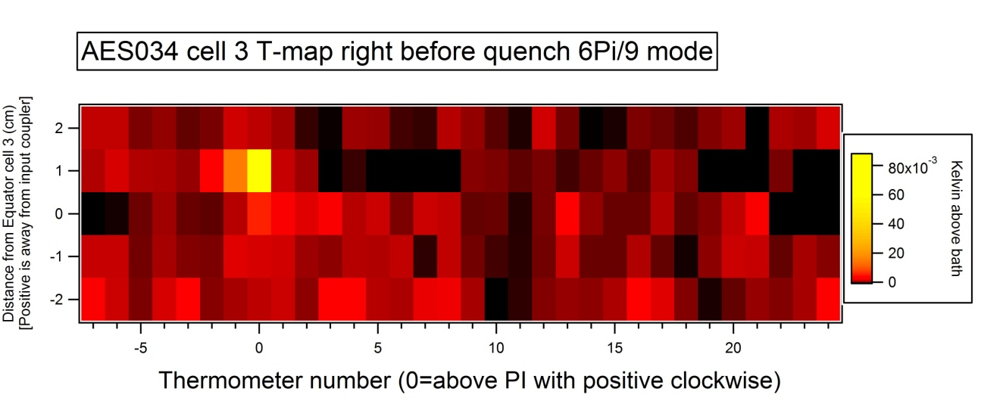 AES034 cell 3 T-map right before quench 6Pi/9 mode
Distance from Equator cell 3 (cm)
[Positive is away from input coupler]
2
1
0
-1
-2
-5
0
5
10
15
20
Thermometer number (0=above PI with positive clockwise)
80x10-3
60
40
20
0
Kelvin above bath